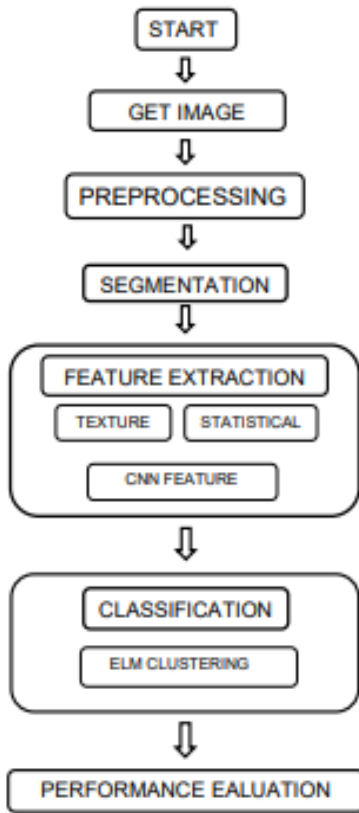 START
GET IMAGE
PREPROCESSING
SEGMENTATION
FEATURE EXTRACTION
TEXTURE
STATISTICAL
CNN FEATURE
CLASSIFICATION
ELM CLUSTERING
PERFORMANCE EALUATION